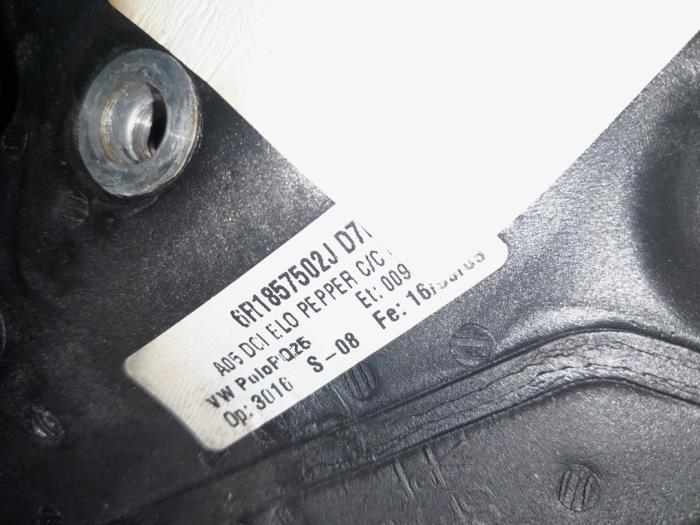 6R1857502J D7
A05 DCI ELO PEPPER C/C
VW PoloPQ25 Et: 009
Op: 3016 S-08 Fe: 16/